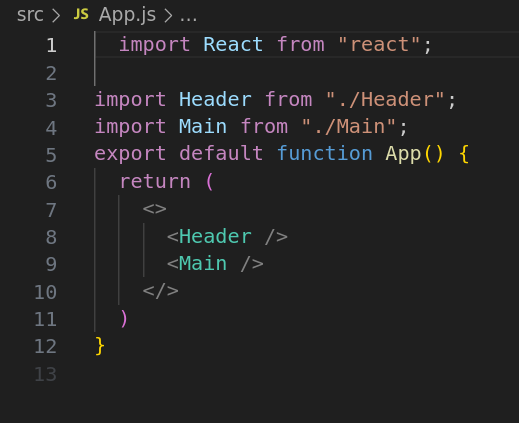 src > JS App.js > ...
1   import React from "react";
2
3 import Header from "./Header";
4 import Main from "./Main";
5 export default function App() {
6   return (
7     <>
8       <Header />
9       <Main />
10     </>
11   )
12 }
13